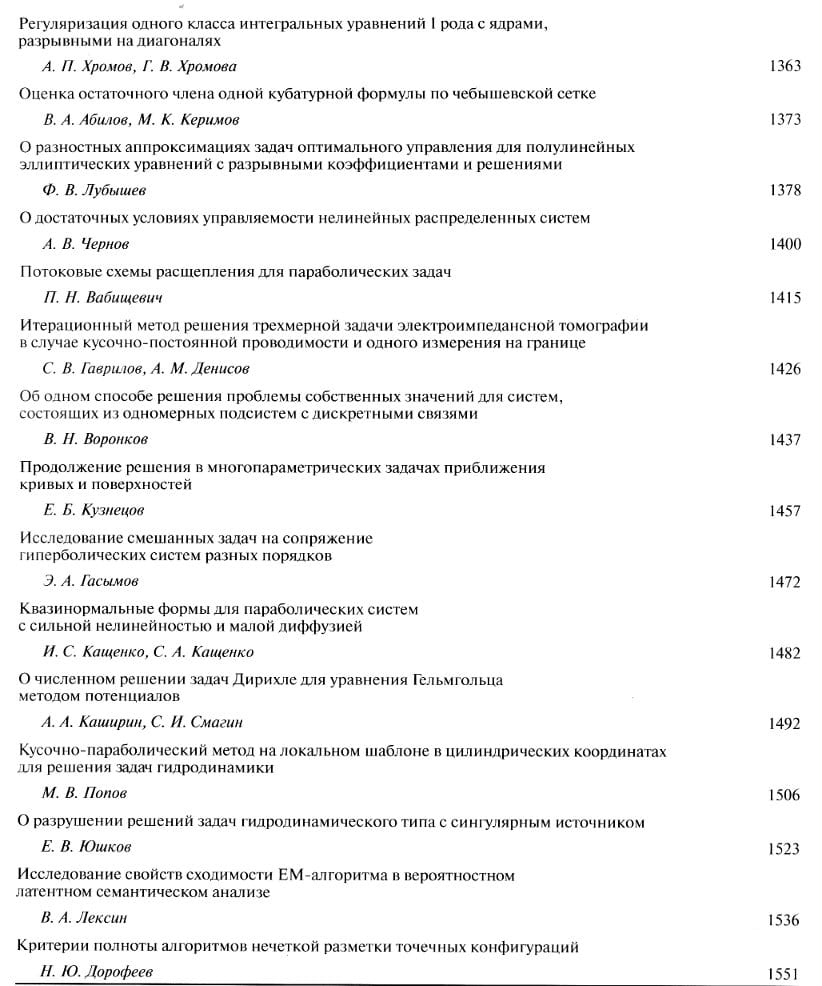 Регуляризация одного класса интегральных уравнений I рода с ядрами,
разрывными на диагоналях
А. П. Хромов, Г. В. Хромова 1363
Оценка остаточного члена одной кубатурной формулы по чебышевской сетке
В. А. Абилов, М. К. Керимов 1373
О разностных аппроксимациях задач оптимального управления для полулинейных
эллиптических уравнений с разрывными коэффициентами и решениями
Ф. В. Лубышев 1378
О достаточных условиях управляемости нелинейных распределенных систем
А. В. Чернов 1400
Потоковые схемы расщепления для параболических задач
П. Н. Вабищевич 1415
Итерационный метод решения трехмерной задачи электроимпедансной томографии
в случае кусочно-постоянной проводимости и одного измерения на границе
С. В. Гаврилов, А. М. Денисов 1426
Об одном способе решения проблемы собственных значений для систем,
состоящих из одномерных подсистем с дискретными связями
В. Н. Воронков 1437
Продолжение решения в многопараметрических задачах приближения
кривых и поверхностей
Е. Б. Кузнецов 1457
Исследование смешанных задач на сопряжение
гиперболических систем разных порядков
Э. А. Гасымов 1472
Квазинормальные формы для параболических систем
с сильной нелинейностью и малой диффузией
И. С. Кащенко, С. А. Кащенко 1482
О численном решении задач Дирихле для уравнения Гельмгольца
методом потенциалов
А. А. Каширин, С. И. Смагин 1492
Кусочно-параболический метод на локальном шаблоне в цилиндрических координатах
для решения задач гидродинамики
М. В. Попов 1506
О разрушении решений задач гидродинамического типа с сингулярным источником
Е. В. Юшков 1523
Исследование свойств сходимости ЕМ-алгоритма в вероятностном
латентном семантическом анализе
В. А. Лексин 1536
Критерии полноты алгоритмов нечеткой разметки точечных конфигураций
Н. Ю. Дорофеев 1551